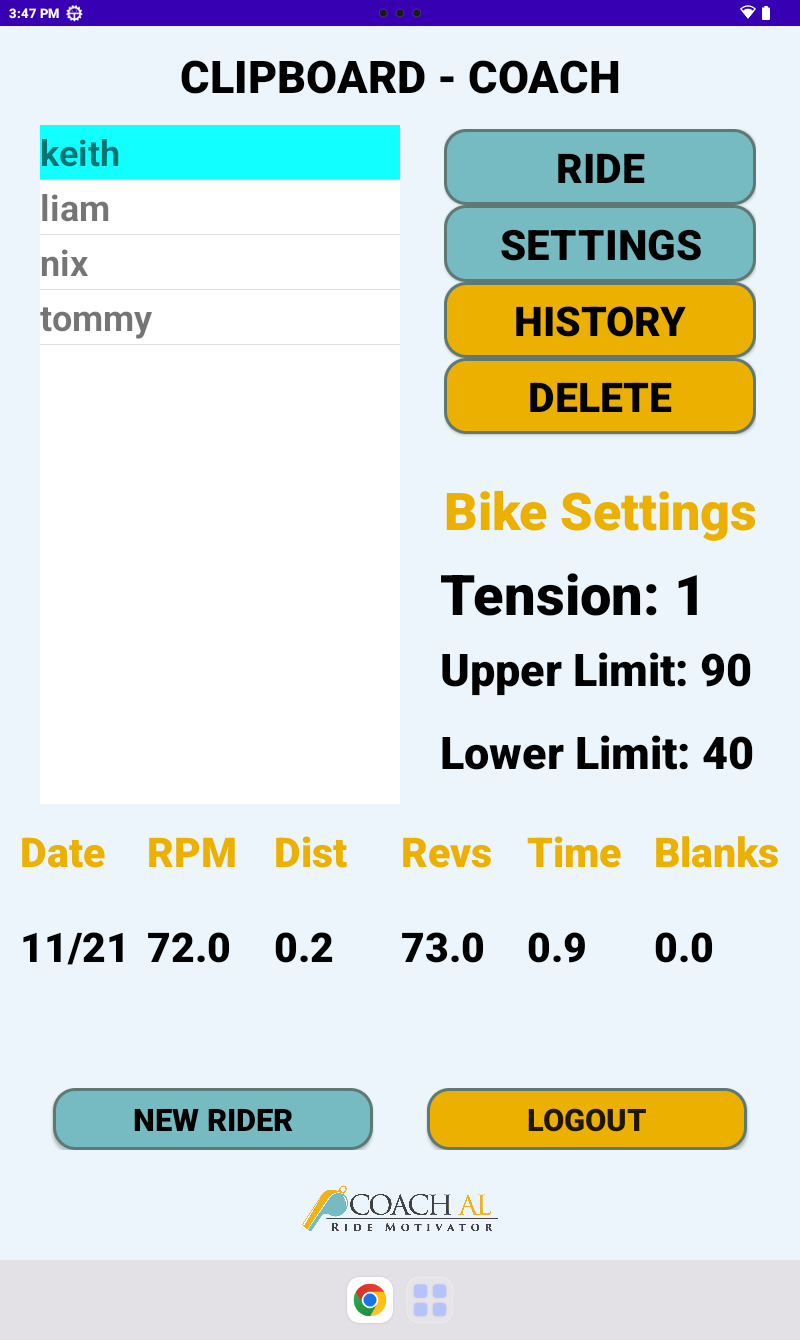 3:47 PM
CLIPBOARD - COACH
keith
liam
nix
tommy
RIDE
SETTINGS
HISTORY
DELETE
Bike Settings
Tension: 1
Upper Limit: 90
Lower Limit: 40
Date RPM Dist Revs Time Blanks
11/21 72.0 0.2 73.0 0.9 0.0
NEW RIDER LOGOUT
COACH AL
RIDE MOTIVATOR